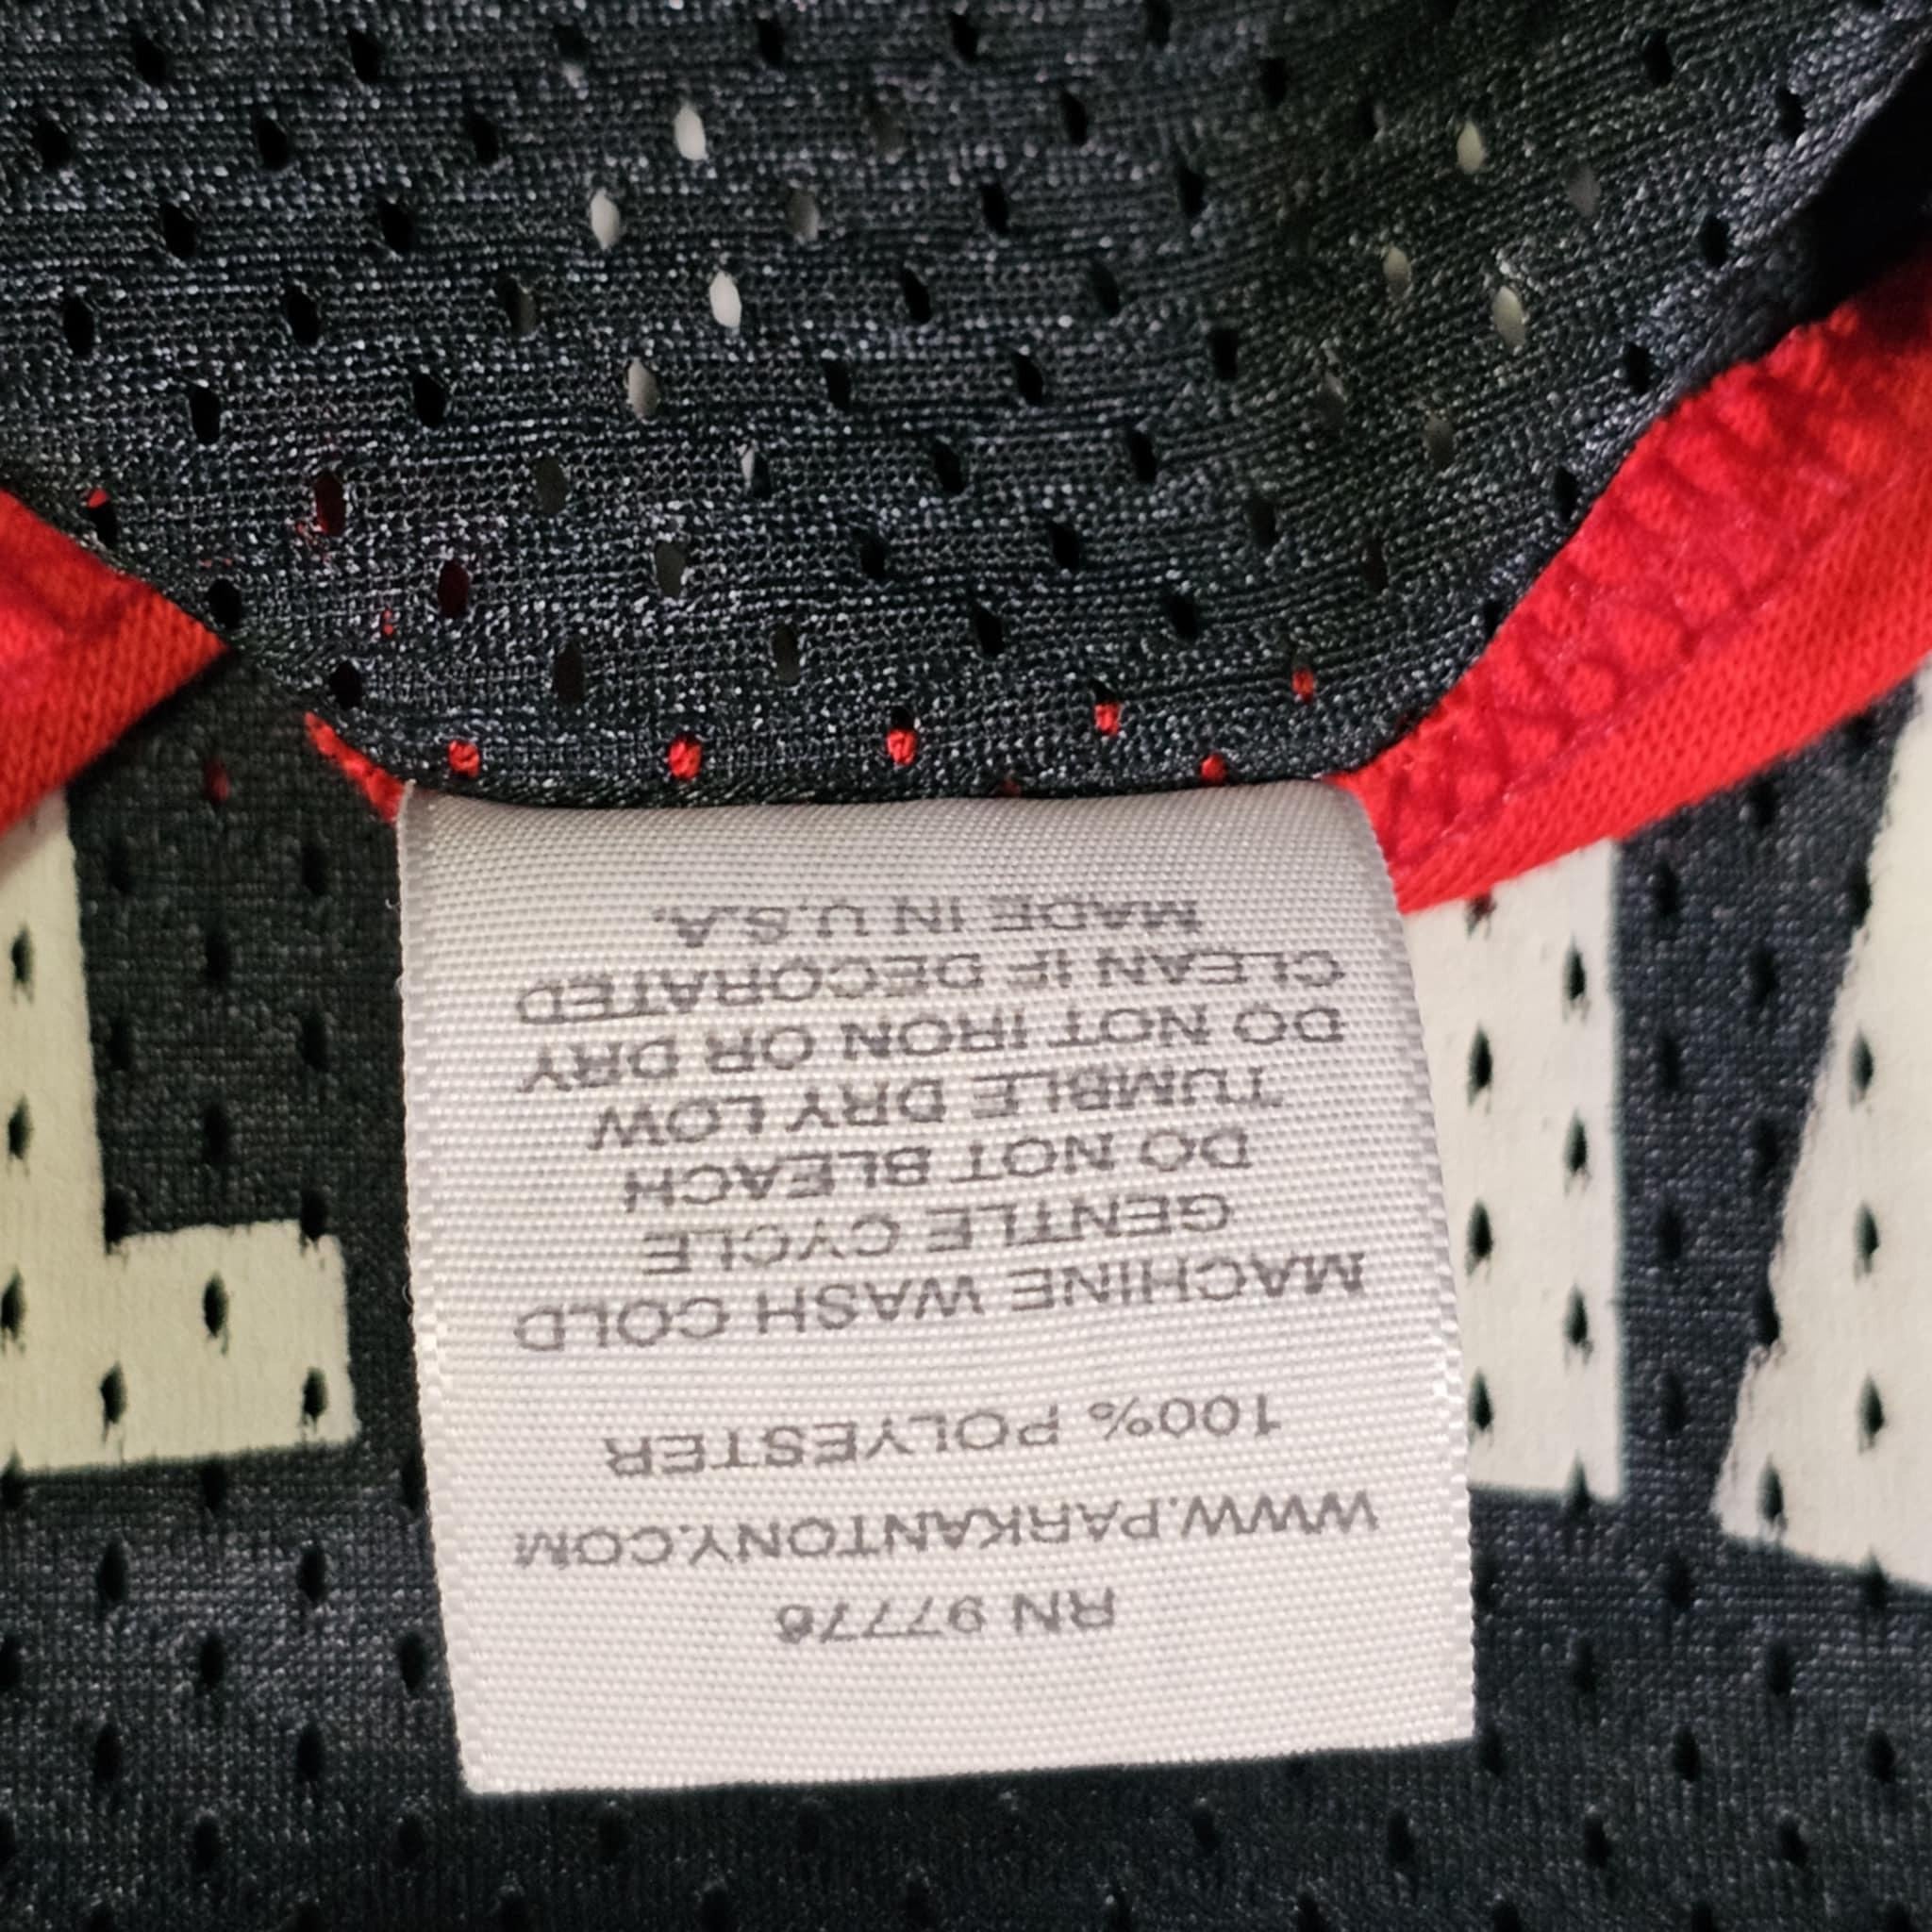 RN 97776
WWW.PARKANTONY.COM
100% POLYESTER
MACHINE WASH COLD
GENTLE CYCLE
DO NOT BLEACH
TUMBLE DRY LOW
DO NOT IRON OR DRY
CLEAN IF DECORATED
MADE IN U.S.A.